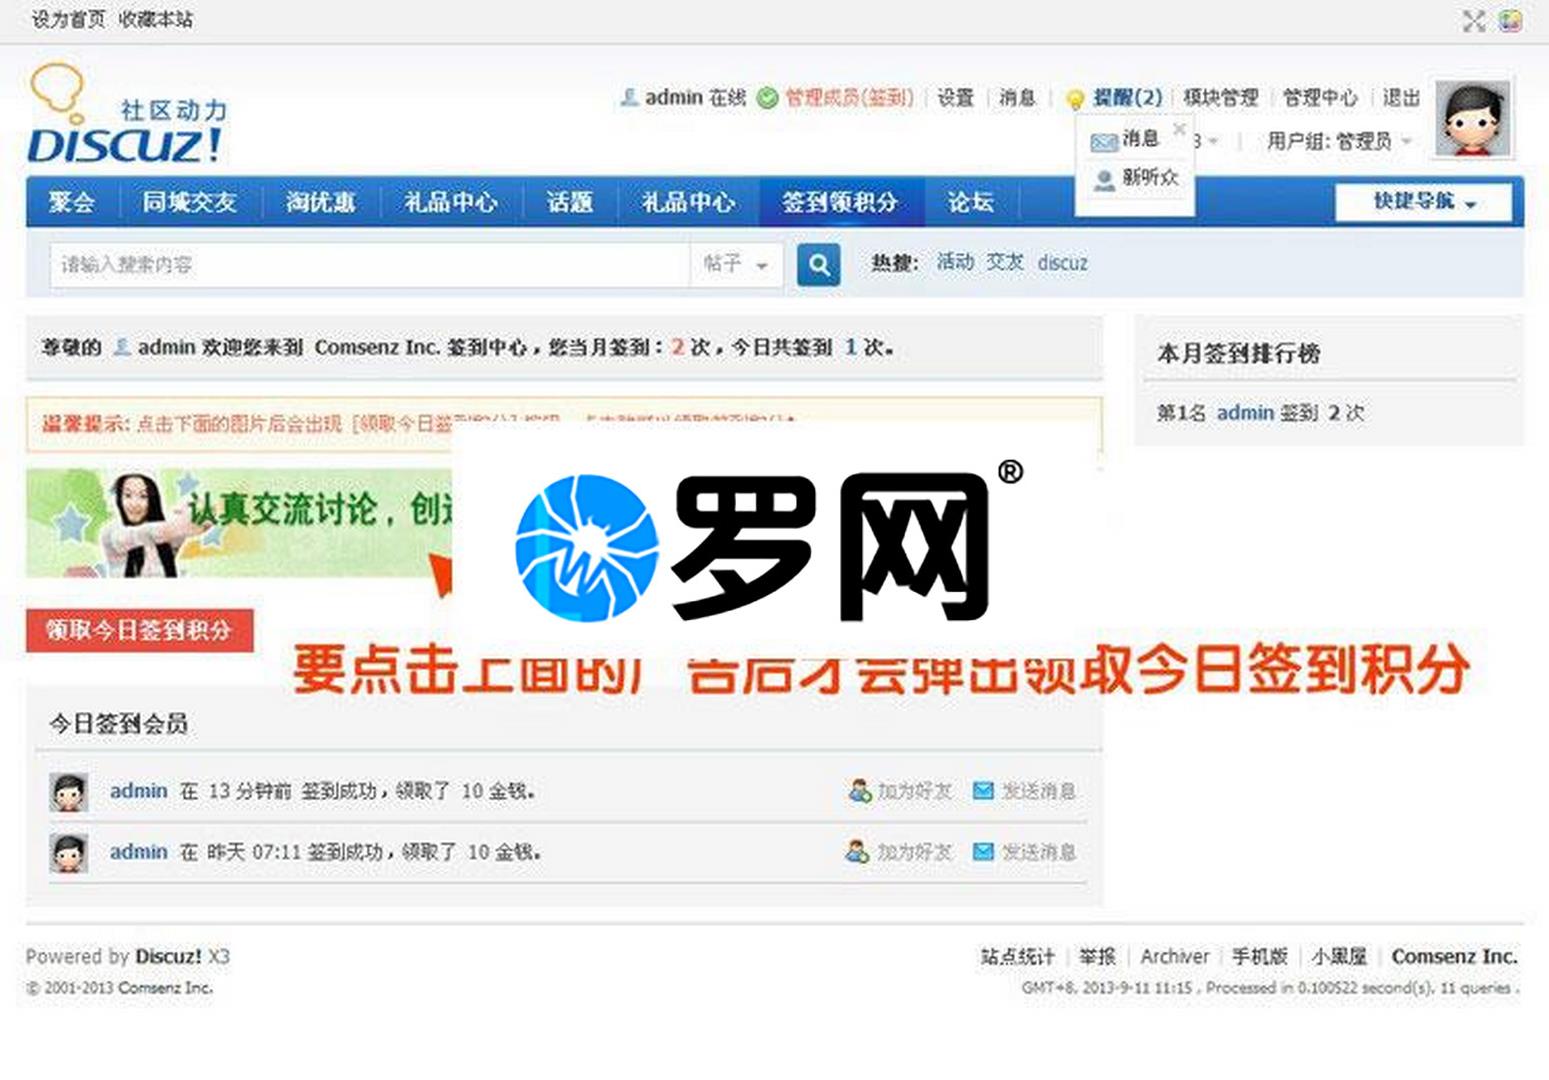 设为首页 收藏本站
社区动力
DISCUZ!
admin 在线 管理成员(签到) 设置 消息 提醒(2) 模块管理 管理中心 退出
消息 3 用户组: 管理员
新听众
聚会 同城交友 淘优惠 礼品中心 话题 礼品中心 签到领积分 论坛 快捷导航
请输入搜索内容 帖子 热搜: 活动 交友 discuz
尊敬的 admin 欢迎您来到 Comsenz Inc. 签到中心，您当月签到：2 次，今日共签到 1 次。
本月签到排行榜
第1名 admin 签到 2 次
温馨提示: 点击下面的图片后会出现 [领取今日签到积分] 按钮
认真交流讨论，创
罗网®
领取今日签到积分
要点击上面的广告后才会弹出领取今日签到积分
今日签到会员
admin 在 13 分钟前 签到成功，领取了 10 金钱。 加为好友 发送消息
admin 在 昨天 07:11 签到成功，领取了 10 金钱。 加为好友 发送消息
Powered by Discuz! X3
站点统计 举报 Archiver 手机版 小黑屋 Comsenz Inc.
© 2001-2013 Comsenz Inc.
GMT+8, 2013-9-11 11:15 , Processed in 0.100522 second(s), 11 queries .